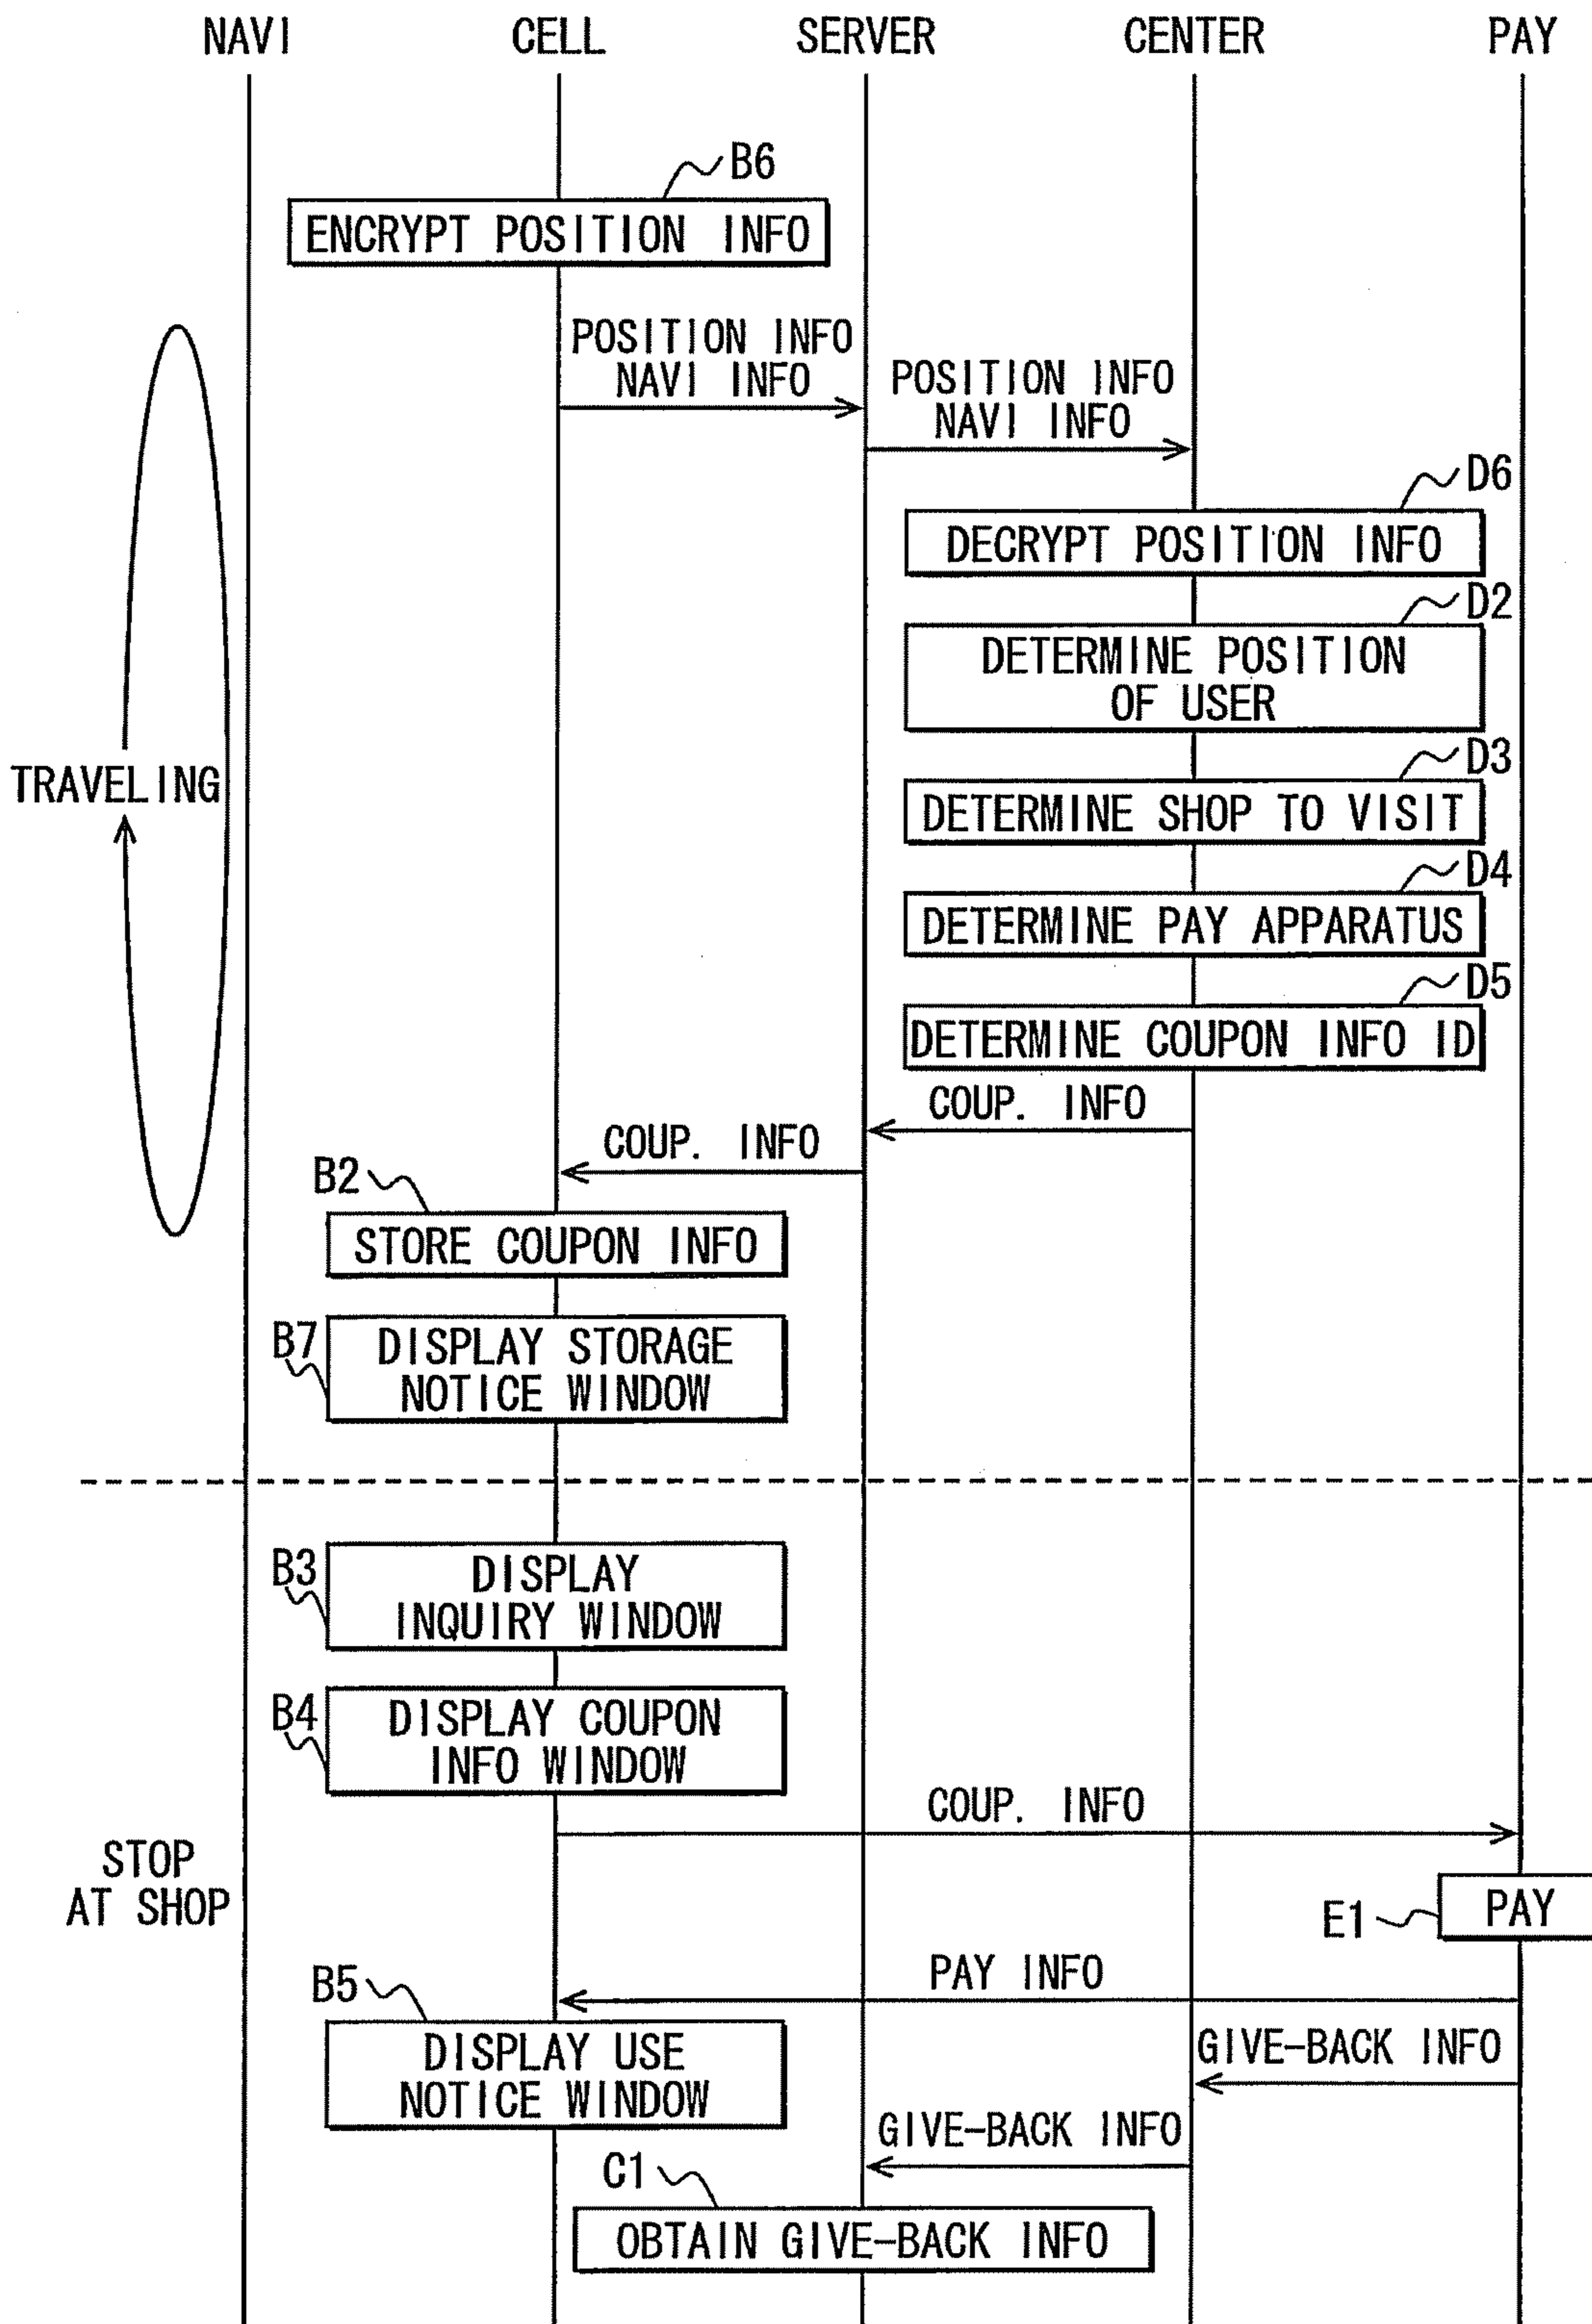 NAVI CELL SERVER CENTER PAY
B6
ENCRYPT POSITION INFO
POSITION INFO
NAVI INFO
POSITION INFO
NAVI INFO
D6
DECRYPT POSITION INFO
D2
DETERMINE POSITION
OF USER
D3
TRAVELING
DETERMINE SHOP TO VISIT
D4
DETERMINE PAY APPARATUS
D5
DETERMINE COUPON INFO ID
COUP. INFO
COUP. INFO
B2
STORE COUPON INFO
B7
DISPLAY STORAGE
NOTICE WINDOW
B3
DISPLAY
INQUIRY WINDOW
B4
DISPLAY COUPON
INFO WINDOW
COUP. INFO
STOP
AT SHOP
E1
PAY
PAY INFO
B5
DISPLAY USE
NOTICE WINDOW
GIVE-BACK INFO
GIVE-BACK INFO
C1
OBTAIN GIVE-BACK INFO